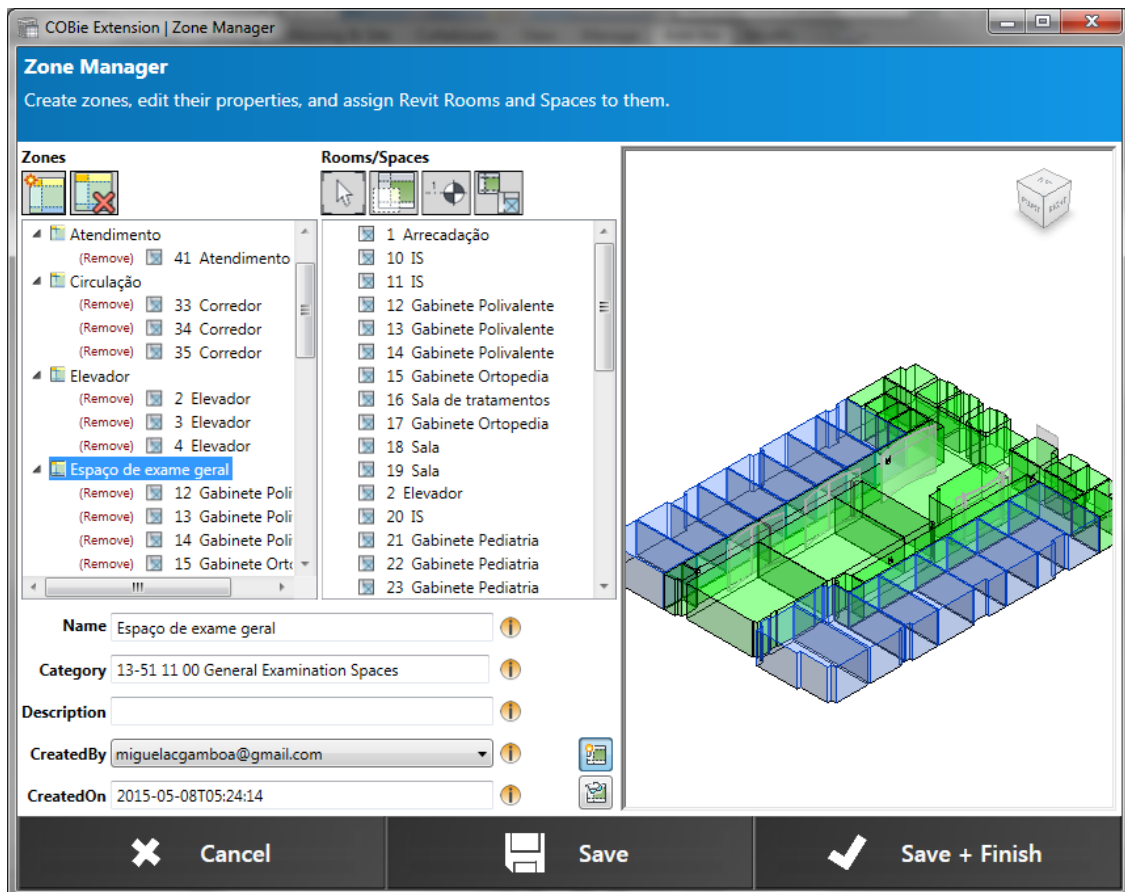 COBie Extension | Zone Manager
Zone Manager
Create zones, edit their properties, and assign Revit Rooms and Spaces to them.
Zones
Atendimento
(Remove) 41 Atendimento
Circulação
(Remove) 33 Corredor
(Remove) 34 Corredor
(Remove) 35 Corredor
Elevador
(Remove) 2 Elevador
(Remove) 3 Elevador
(Remove) 4 Elevador
Espaço de exame geral
(Remove) 12 Gabinete Poli
(Remove) 13 Gabinete Poli
(Remove) 14 Gabinete Poli
(Remove) 15 Gabinete Ort
Rooms/Spaces
1 Arrecadação
10 IS
11 IS
12 Gabinete Polivalente
13 Gabinete Polivalente
14 Gabinete Polivalente
15 Gabinete Ortopedia
16 Sala de tratamentos
17 Gabinete Ortopedia
18 Sala
19 Sala
2 Elevador
20 IS
21 Gabinete Pediatria
22 Gabinete Pediatria
23 Gabinete Pediatria
Name Espaço de exame geral
Category 13-51 11 00 General Examination Spaces
Description
CreatedBy miguelacgamboa@gmail.com
CreatedOn 2015-05-08T05:24:14
Cancel
Save
Save + Finish